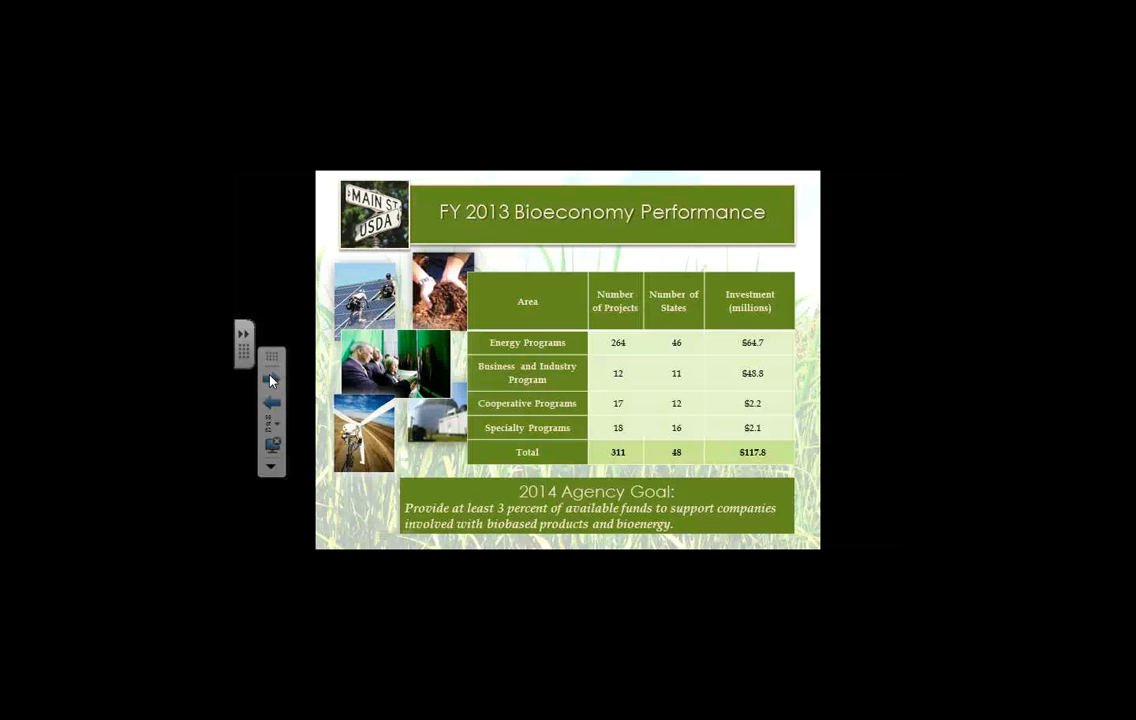 MAIN ST.
USDA
FY 2013 Bioeconomy Performance
Area
Number of Projects
Number of States
Investment (millions)
Energy Programs 264 46 $64.7
Business and Industry Program 12 11 $48.8
Cooperative Programs 17 12 $2.2
Specialty Programs 18 16 $2.1
Total 311 48 $117.8
2014 Agency Goal:
Provide at least 3 percent of available funds to support companies
involved with biobased products and bioenergy.